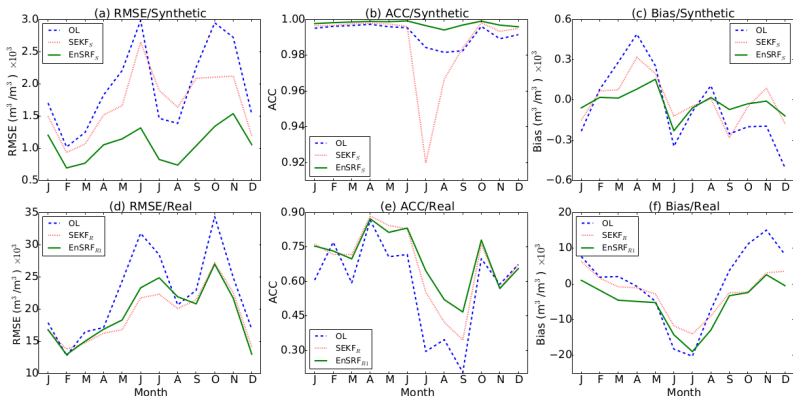 (a) RMSE/Synthetic
RMSE (m³/m³) ×10³
3.0
2.5
2.0
1.5
1.0
0.5
OL
SEKF_S
EnSRF_S
J F M A M J J A S O N D
(b) ACC/Synthetic
ACC
1.00
0.98
0.96
0.94
0.92
OL
SEKF_S
EnSRF_S
J F M A M J J A S O N D
(c) Bias/Synthetic
Bias (m³/m³) ×10³
0.6
0.3
0.0
−0.3
−0.6
OL
SEKF_S
EnSRF_S
J F M A M J J A S O N D
(d) RMSE/Real
RMSE (m³/m³) ×10³
35
30
25
20
15
10
OL
SEKF_R
EnSRF_R1
J F M A M J J A S O N D
Month
(e) ACC/Real
ACC
0.90
0.75
0.60
0.45
0.30
OL
SEKF_R
EnSRF_R1
J F M A M J J A S O N D
Month
(f) Bias/Real
Bias (m³/m³) ×10³
20
10
0
−10
−20
OL
SEKF_R
EnSRF_R1
J F M A M J J A S O N D
Month